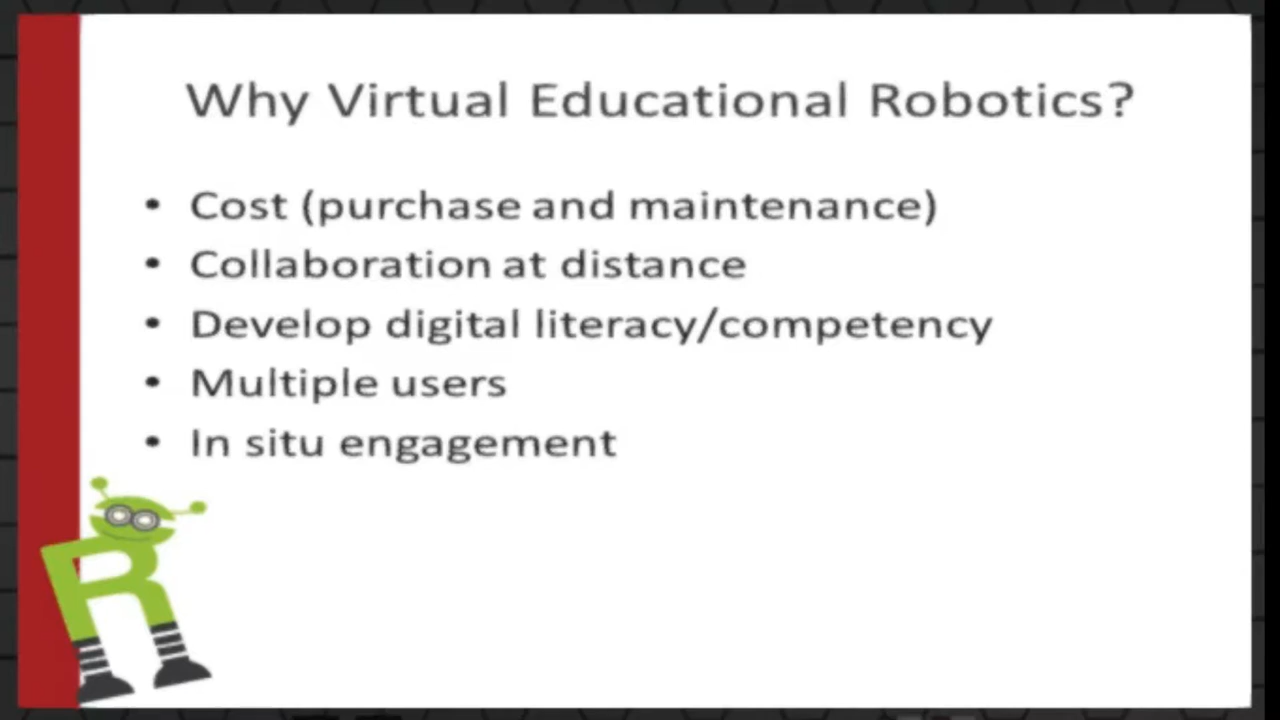 Why Virtual Educational Robotics?
• Cost (purchase and maintenance)
• Collaboration at distance
• Develop digital literacy/competency
• Multiple users
• In situ engagement
R